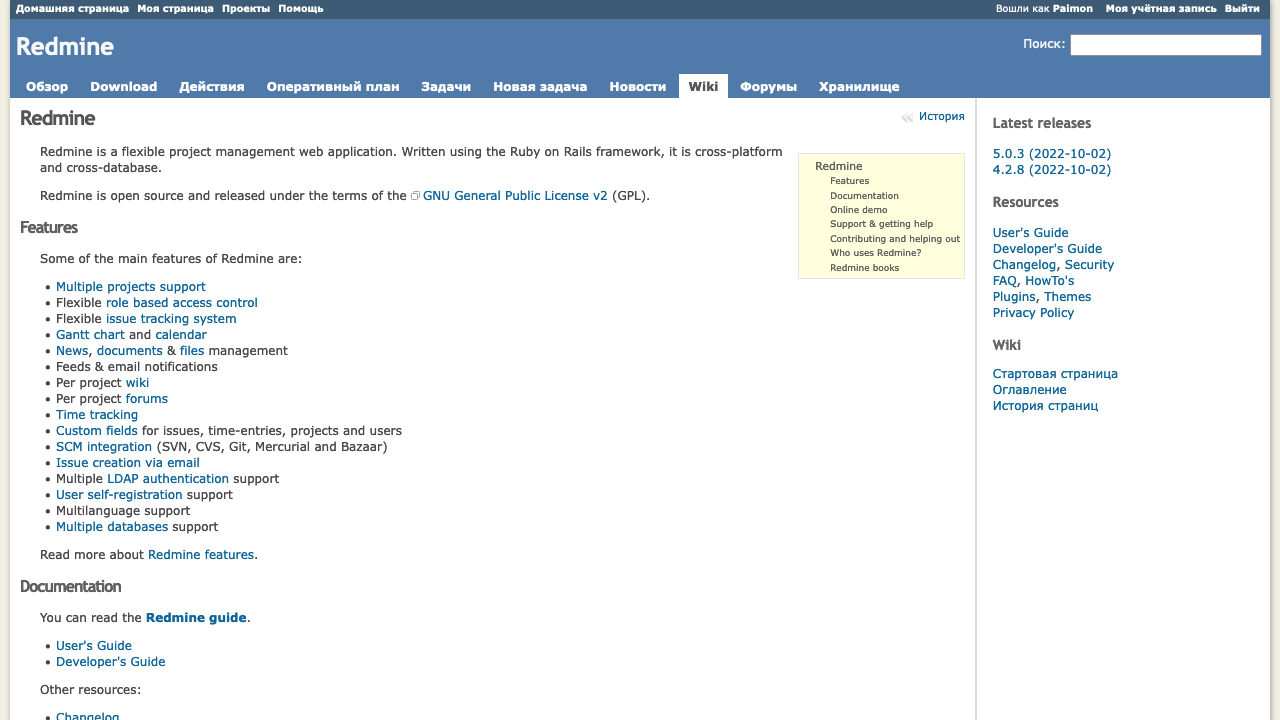 Домашняя страница Моя страница Проекты Помощь
Вошли как Paimon Моя учётная запись Выйти
Redmine
Поиск:
Обзор Download Действия Оперативный план Задачи Новая задача Новости Wiki Форумы Хранилище
История
Redmine
Redmine is a flexible project management web application. Written using the Ruby on Rails framework, it is cross-platform
and cross-database.
Redmine is open source and released under the terms of the GNU General Public License v2 (GPL).
Redmine
Features
Documentation
Online demo
Support & getting help
Contributing and helping out
Who uses Redmine?
Redmine books
Features
Some of the main features of Redmine are:
• Multiple projects support
• Flexible role based access control
• Flexible issue tracking system
• Gantt chart and calendar
• News, documents & files management
• Feeds & email notifications
• Per project wiki
• Per project forums
• Time tracking
• Custom fields for issues, time-entries, projects and users
• SCM integration (SVN, CVS, Git, Mercurial and Bazaar)
• Issue creation via email
• Multiple LDAP authentication support
• User self-registration support
• Multilanguage support
• Multiple databases support
Read more about Redmine features.
Documentation
You can read the Redmine guide.
• User's Guide
• Developer's Guide
Other resources:
• Changelog
Latest releases
5.0.3 (2022-10-02)
4.2.8 (2022-10-02)
Resources
User's Guide
Developer's Guide
Changelog, Security
FAQ, HowTo's
Plugins, Themes
Privacy Policy
Wiki
Стартовая страница
Оглавление
История страниц